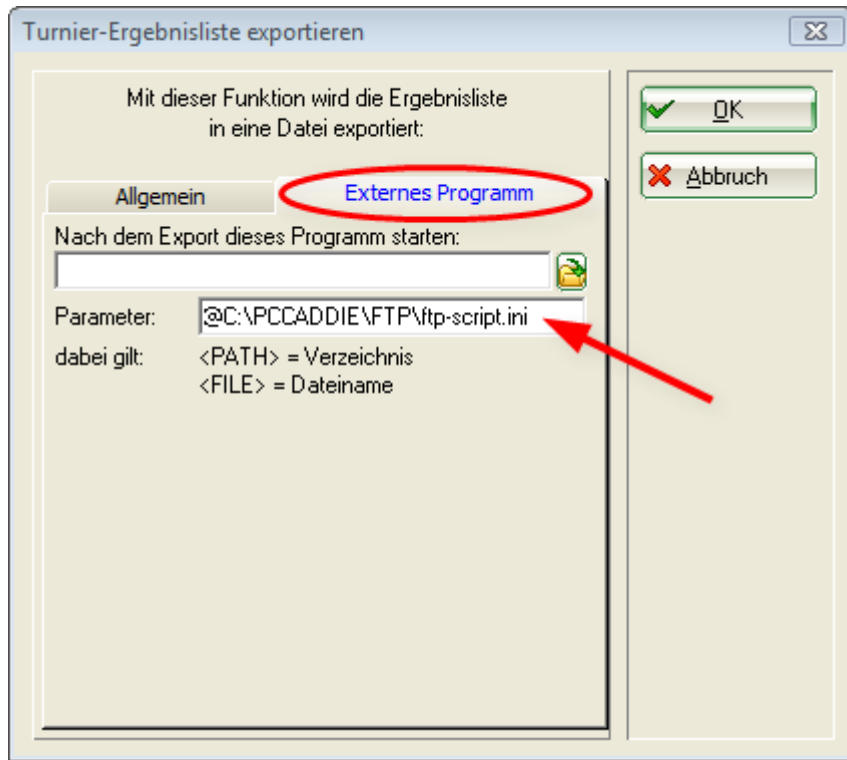 Turnier-Ergebnisliste exportieren
Mit dieser Funktion wird die Ergebnisliste
in eine Datei exportiert:
OK
Abbruch
Allgemein
Externes Programm
Nach dem Export dieses Programm starten:
Parameter:
@C:\PCCADDIE\FTP\ftp-script.ini
dabei gilt:
<PATH> = Verzeichnis
<FILE> = Dateiname